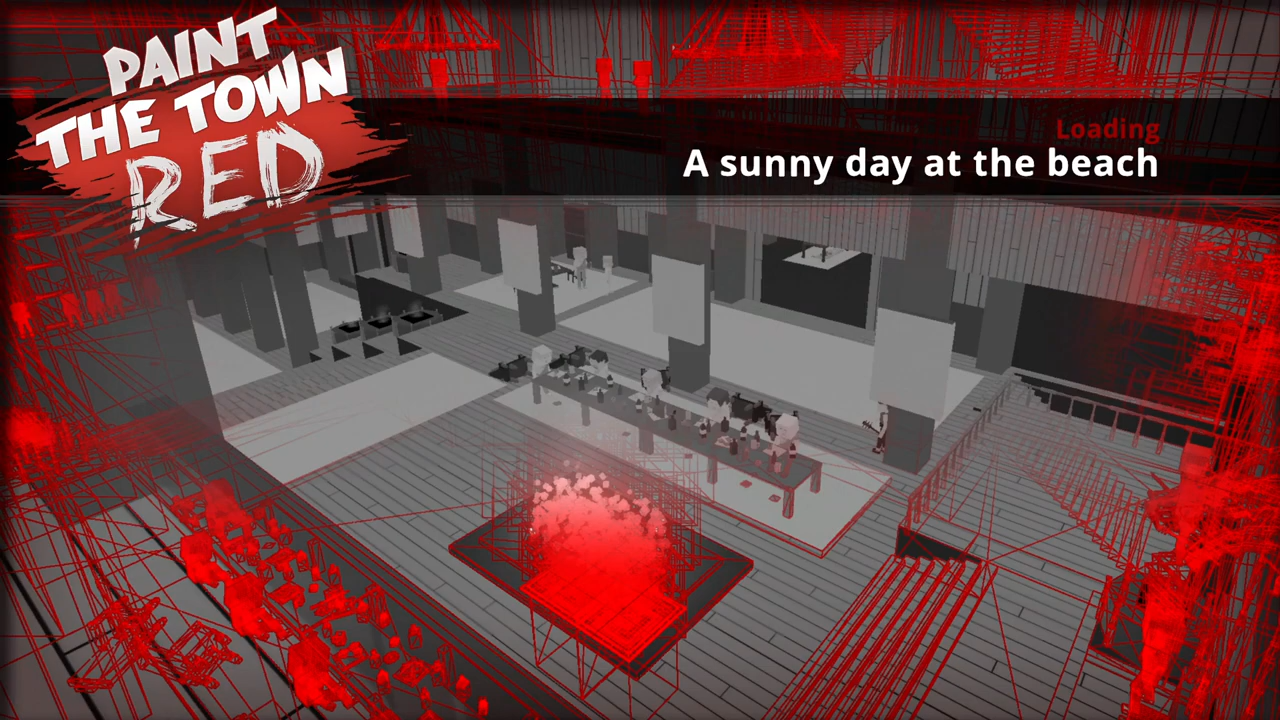 PAINT
THE TOWN
RED
Loading
A sunny day at the beach